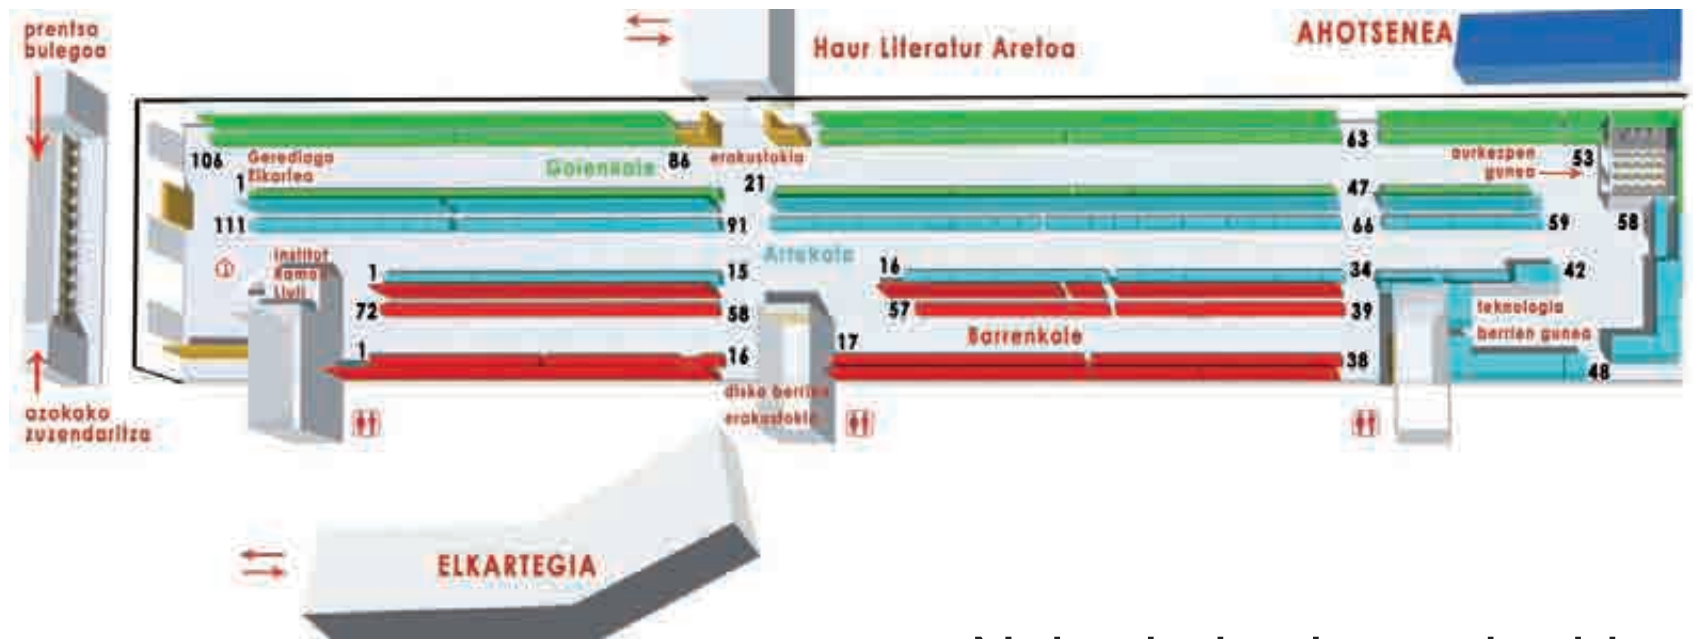 prentsa
bulegoa
Haur Literatur Aretoa
AHOTSENEA
106
Gerediaga
Elkartea
Goienkale
86
erakustokia
63
aurkezpen
gunea
53
1
21
47
111
91
66
59
58
Artekale
Institut
Ramon
Llull
1
15
16
34
42
72
58
57
39
teknologia
berrien gunea
Barrenkale
1
16
17
38
48
disko berrien
erakustokia
azokako
zuzendaritza
ELKARTEGIA